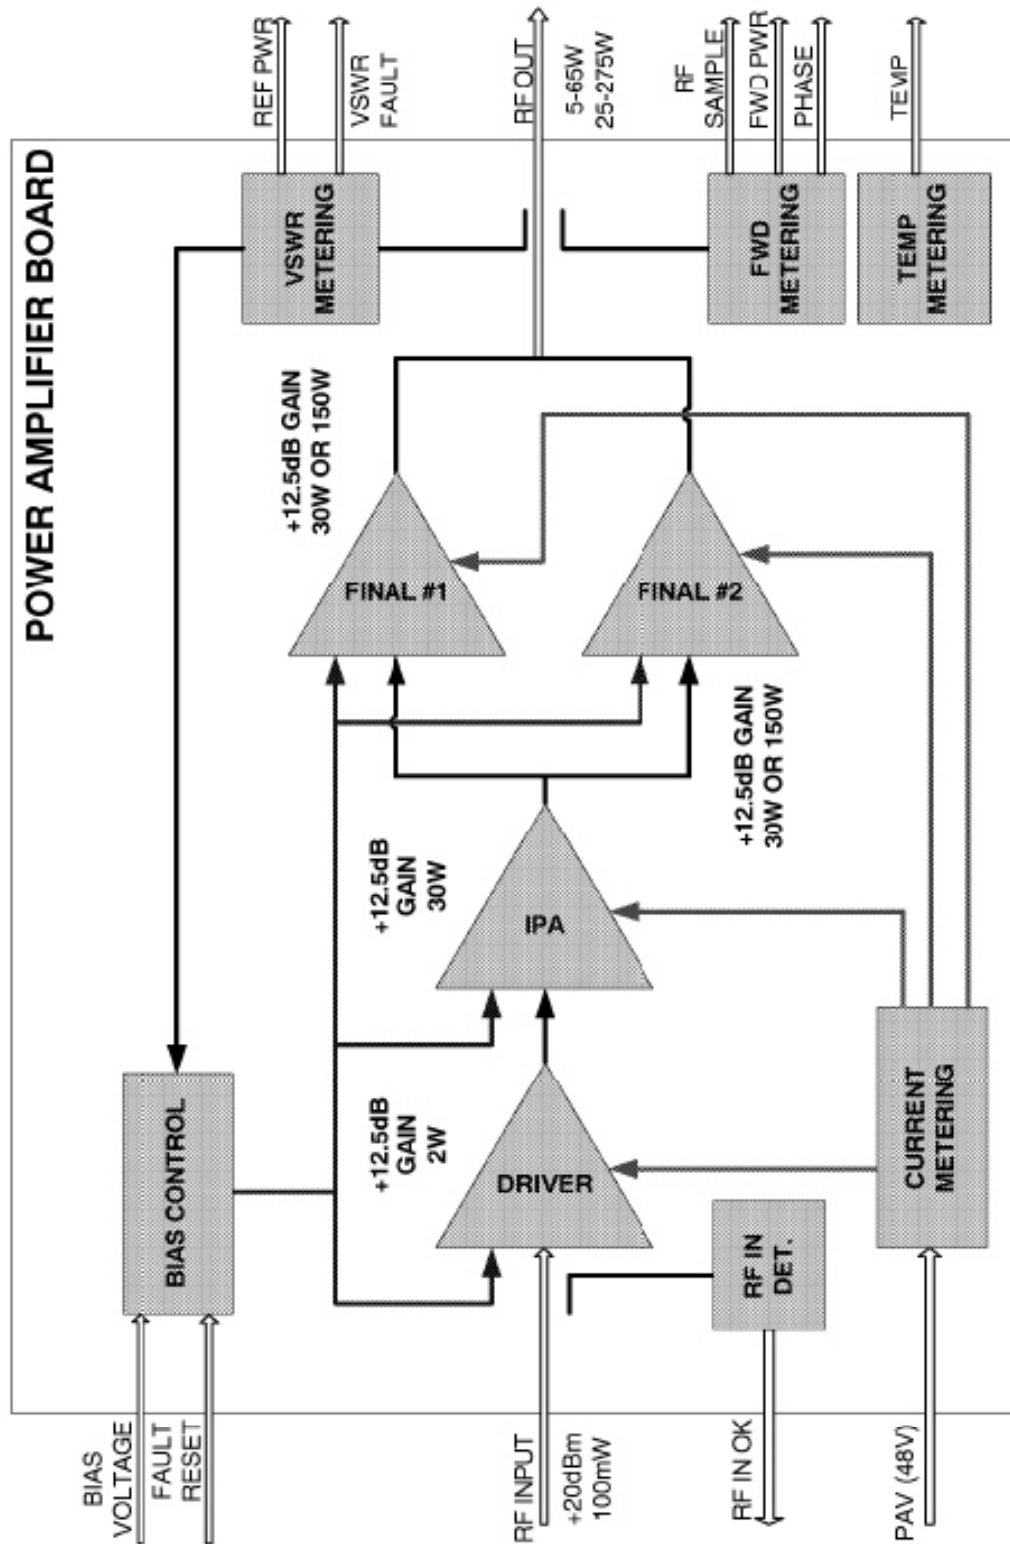 POWER AMPLIFIER BOARD
BIAS
VOLTAGE
FAULT
RESET
BIAS CONTROL
VSWR
METERING
REF PWR
VSWR
FAULT
+12.5dB
GAIN
2W
+12.5dB
GAIN
30W
+12.5dB GAIN
30W OR 150W
RF INPUT
+20dBm
100mW
DRIVER
IPA
FINAL #1
FINAL #2
RF OUT
5-65W
25-275W
+12.5dB GAIN
30W OR 150W
RF IN OK
RF IN
DET.
FWD
METERING
RF
SAMPLE
FWD PWR
PHASE
PAV (48V)
CURRENT
METERING
TEMP
METERING
TEMP